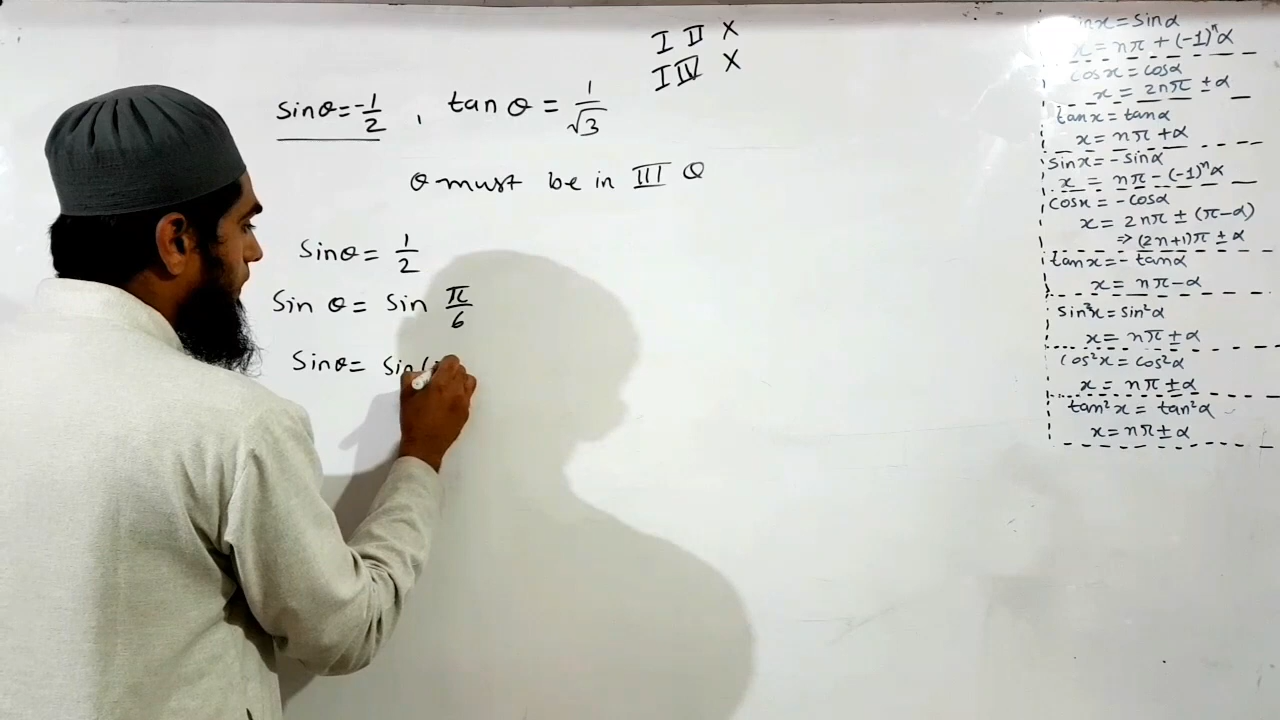 I II X
I IV X
sinθ = -1/2 , tan θ = 1/√3
θ must be in III Q
Sinθ = 1/2
Sin θ = Sin π/6
Sinθ = Sin(
sinx = sinα
x = nπ + (-1)ⁿα
cosx = cosα
x = 2nπ ± α
tanx = tanα
x = nπ + α
sinx = - sinα
x = nπ - (-1)ⁿα
cosx = - cosα
x = 2nπ ± (π-α)
⇒ (2n+1)π ± α
tanx = - tanα
x = nπ - α
sin²x = sin²α
x = nπ ± α
cos²x = cos²α
x = nπ ± α
tan²x = tan²α
x = nπ ± α